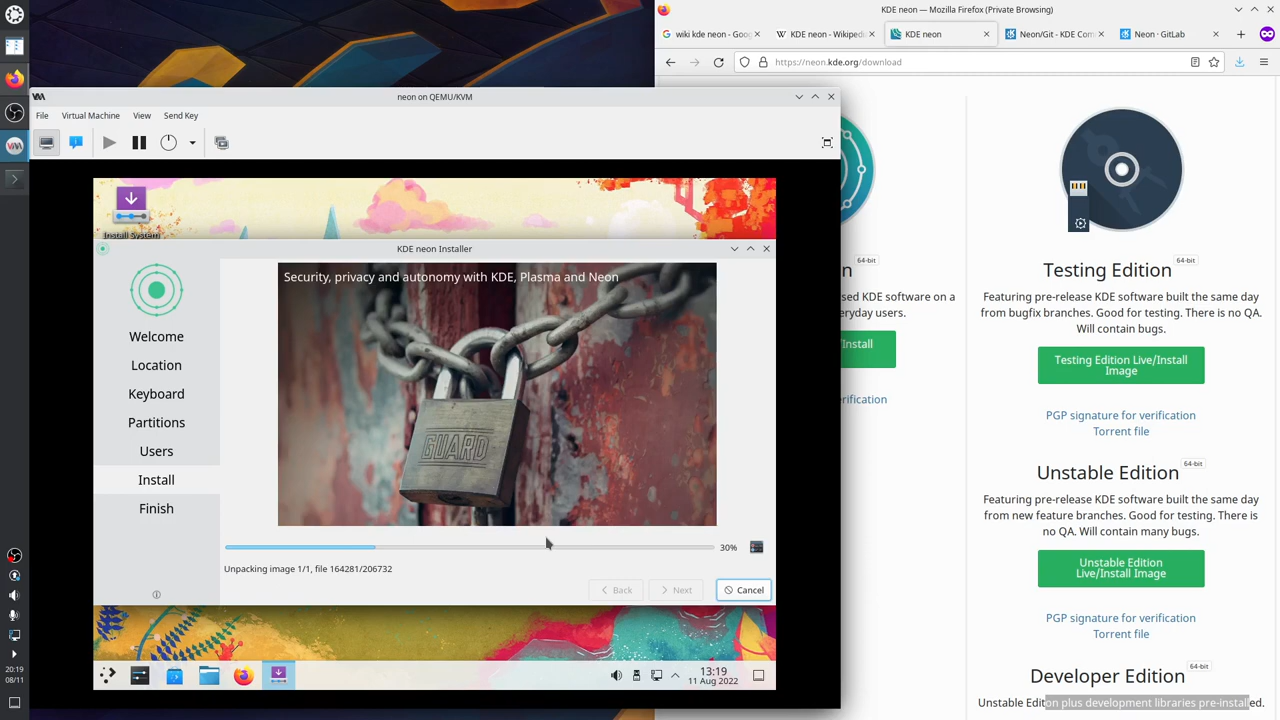 KDE neon — Mozilla Firefox (Private Browsing)
wiki kde neon - Goog
KDE neon - Wikipedi
KDE neon
Neon/Git - KDE Com
Neon · GitLab
https://neon.kde.org/download
neon on QEMU/KVM
File
Virtual Machine
View
Send Key
Install System
KDE neon Installer
Security, privacy and autonomy with KDE, Plasma and Neon
GUARD
Welcome
Location
Keyboard
Partitions
Users
Install
Finish
30%
Unpacking image 1/1, file 164281/206732
Back
Next
Cancel
13:19
11 Aug 2022
20:19
08/11
n
64-bit
sed KDE software on a
eryday users.
/Install
erification
64-bit
Testing Edition
Featuring pre-release KDE software built the same day
from bugfix branches. Good for testing. There is no QA.
Will contain bugs.
Testing Edition Live/Install
Image
PGP signature for verification
Torrent file
64-bit
Unstable Edition
Featuring pre-release KDE software built the same day
from new feature branches. Good for testing. There is
no QA. Will contain many bugs.
Unstable Edition
Live/Install Image
PGP signature for verification
Torrent file
64-bit
Developer Edition
Unstable Edition plus development libraries pre-installed.